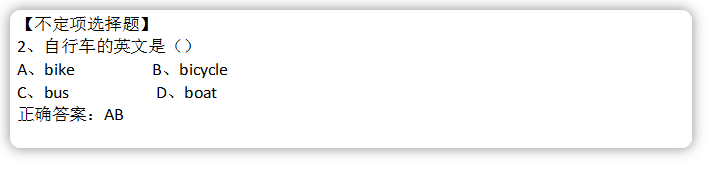 【不定项选择题】
2、自行车的英文是（）
A、bike B、bicycle
C、bus D、boat
正确答案：AB